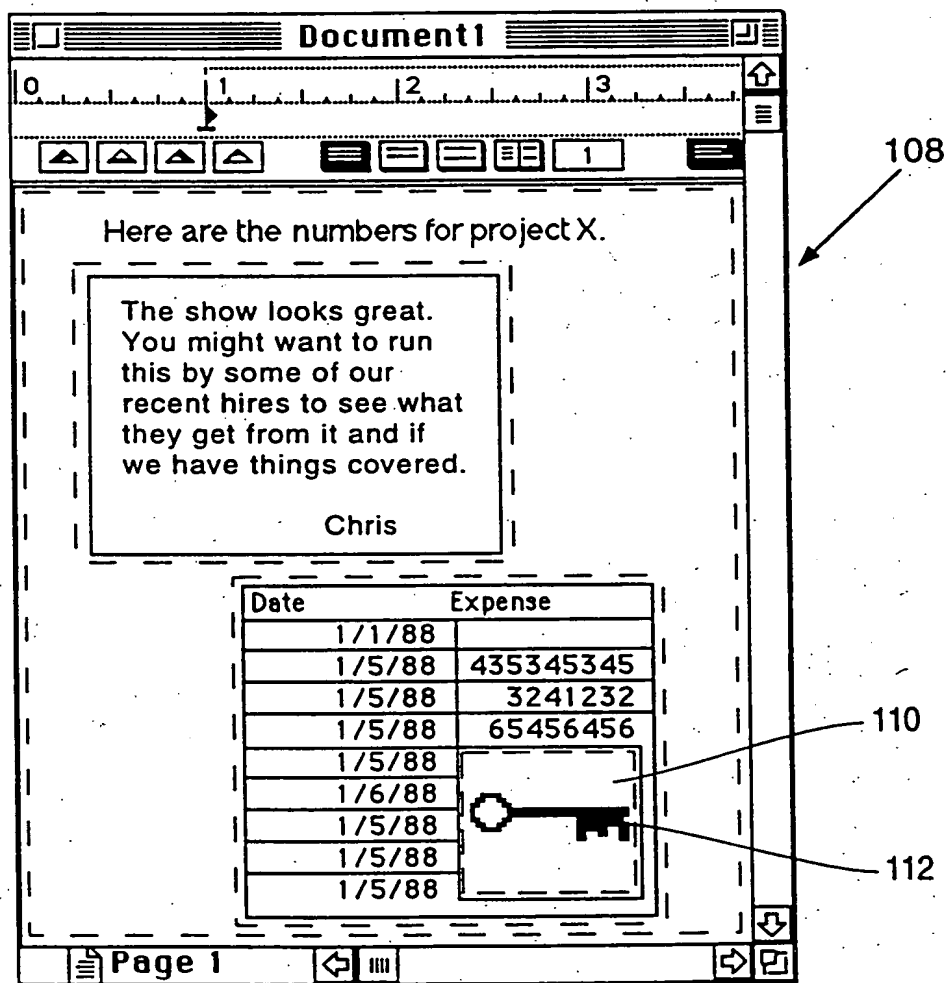 Document1
0 1 2 3
1
108
Here are the numbers for project X.
The show looks great.
You might want to run
this by some of our
recent hires to see what
they get from it and if
we have things covered.
Chris
Date Expense
1/1/88
1/5/88 435345345
1/5/88 3241232
1/5/88 65456456
110
1/5/88
1/6/88
1/5/88
1/5/88
112
1/5/88
Page 1